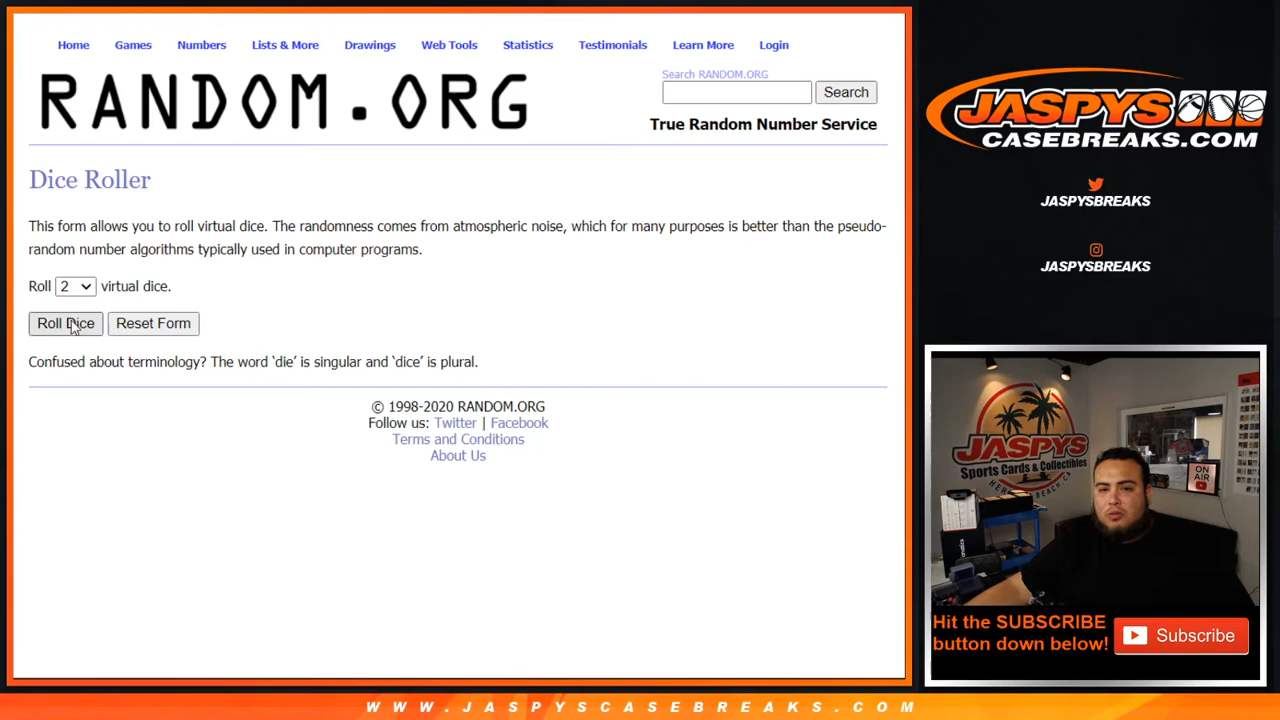 Home Games Numbers Lists & More Drawings Web Tools Statistics Testimonials Learn More Login
RANDOM.ORG
Search RANDOM.ORG
Search
True Random Number Service
Dice Roller
This form allows you to roll virtual dice. The randomness comes from atmospheric noise, which for many purposes is better than the pseudo-
random number algorithms typically used in computer programs.
Roll 2 virtual dice.
Roll Dice Reset Form
Confused about terminology? The word ‘die’ is singular and ‘dice’ is plural.
© 1998-2020 RANDOM.ORG
Follow us: Twitter | Facebook
Terms and Conditions
About Us
JASPYS
CASEBREAKS.COM
JASPYSBREAKS
JASPYSBREAKS
JASPYS
Sports Cards & Collectibles
ON
AIR
Hit the SUBSCRIBE
button down below!
Subscribe
WWW.JASPYSCASEBREAKS.COM